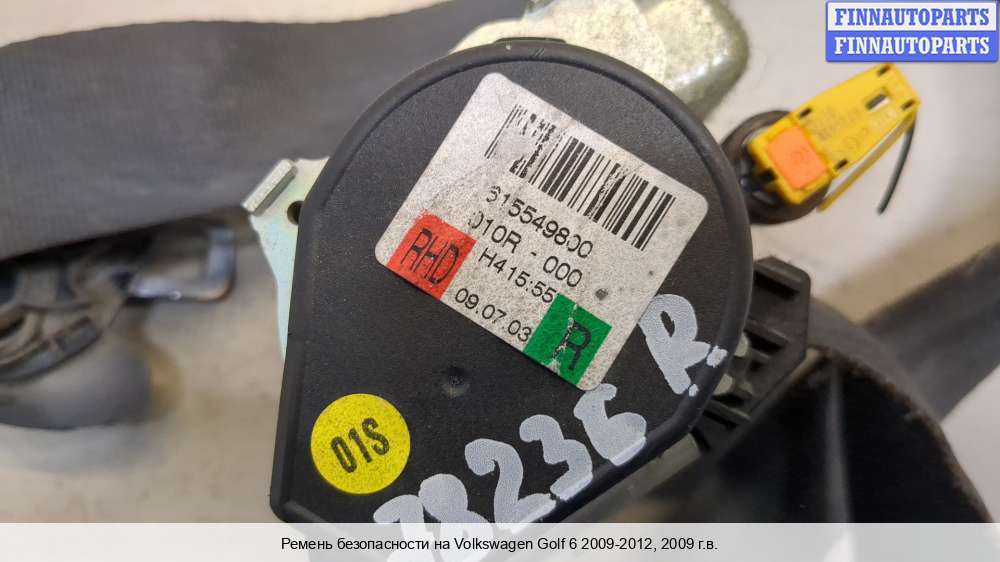 FINNAUTOPARTS
FINNAUTOPARTS
615549800
010R - 000
RHD
H415:55
09.07.03
R
R
01S
Ремень безопасности на Volkswagen Golf 6 2009-2012, 2009 г.в.